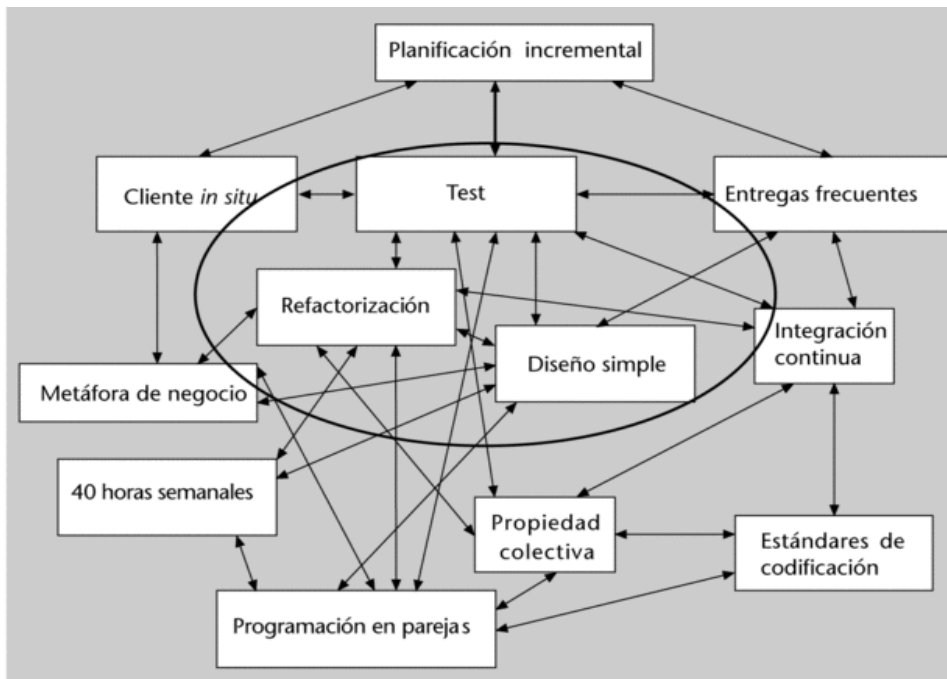 Planificación incremental
Cliente in situ
Test
Entregas frecuentes
Refactorización
Integración
continua
Diseño simple
Metáfora de negocio
40 horas semanales
Propiedad
colectiva
Estándares de
codificación
Programación en parejas